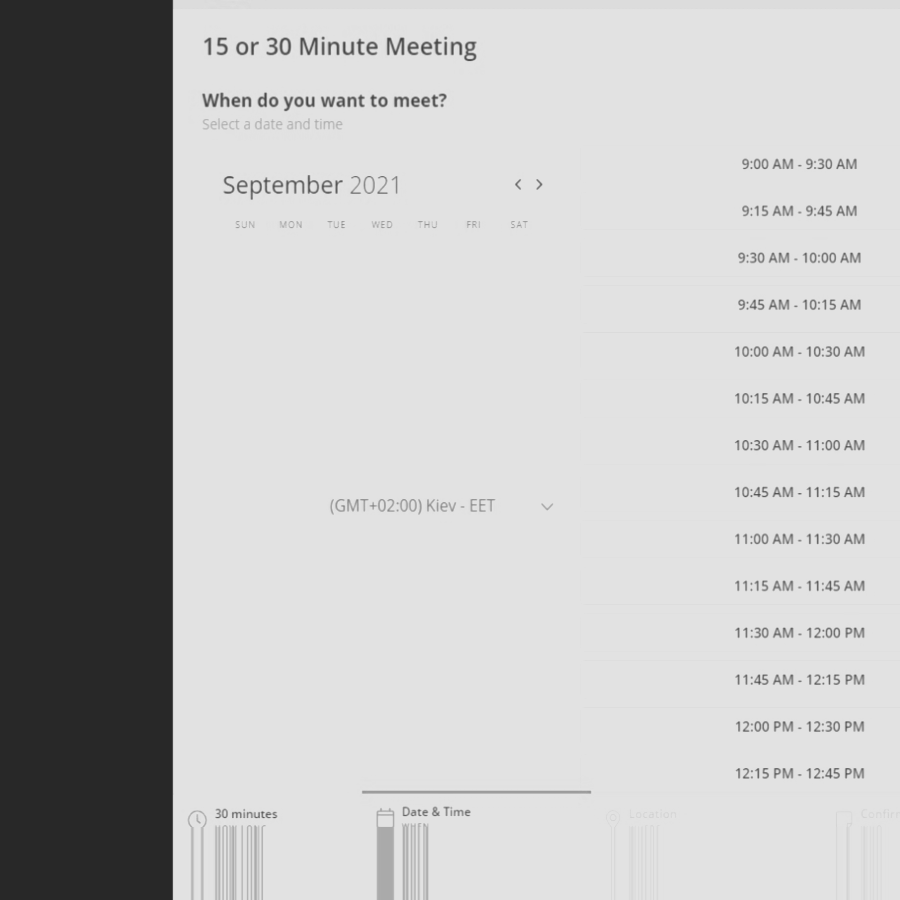 15 or 30 Minute Meeting
When do you want to meet?
Select a date and time
September 2021
SUN MON TUE WED THU FRI SAT
(GMT+02:00) Kiev - EET
9:00 AM - 9:30 AM
9:15 AM - 9:45 AM
9:30 AM - 10:00 AM
9:45 AM - 10:15 AM
10:00 AM - 10:30 AM
10:15 AM - 10:45 AM
10:30 AM - 11:00 AM
10:45 AM - 11:15 AM
11:00 AM - 11:30 AM
11:15 AM - 11:45 AM
11:30 AM - 12:00 PM
11:45 AM - 12:15 PM
12:00 PM - 12:30 PM
12:15 PM - 12:45 PM
30 minutes
Date & Time
WHEN
Location